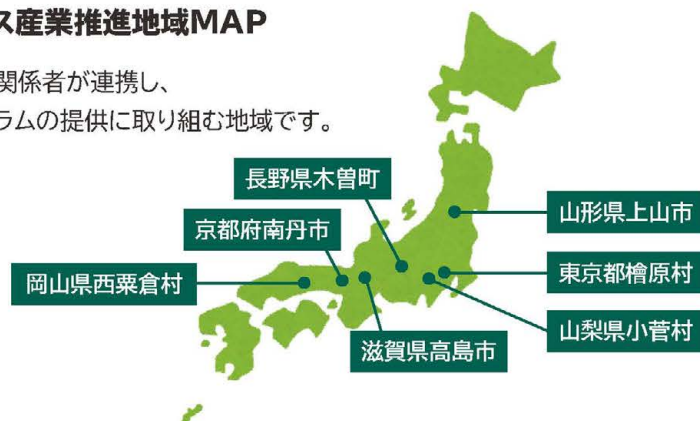 ス産業推進地域MAP
関係者が連携し、
ラムの提供に取り組む地域です。
長野県木曽町
京都府南丹市
岡山県西粟倉村
滋賀県高島市
山形県上山市
東京都檜原村
山梨県小菅村